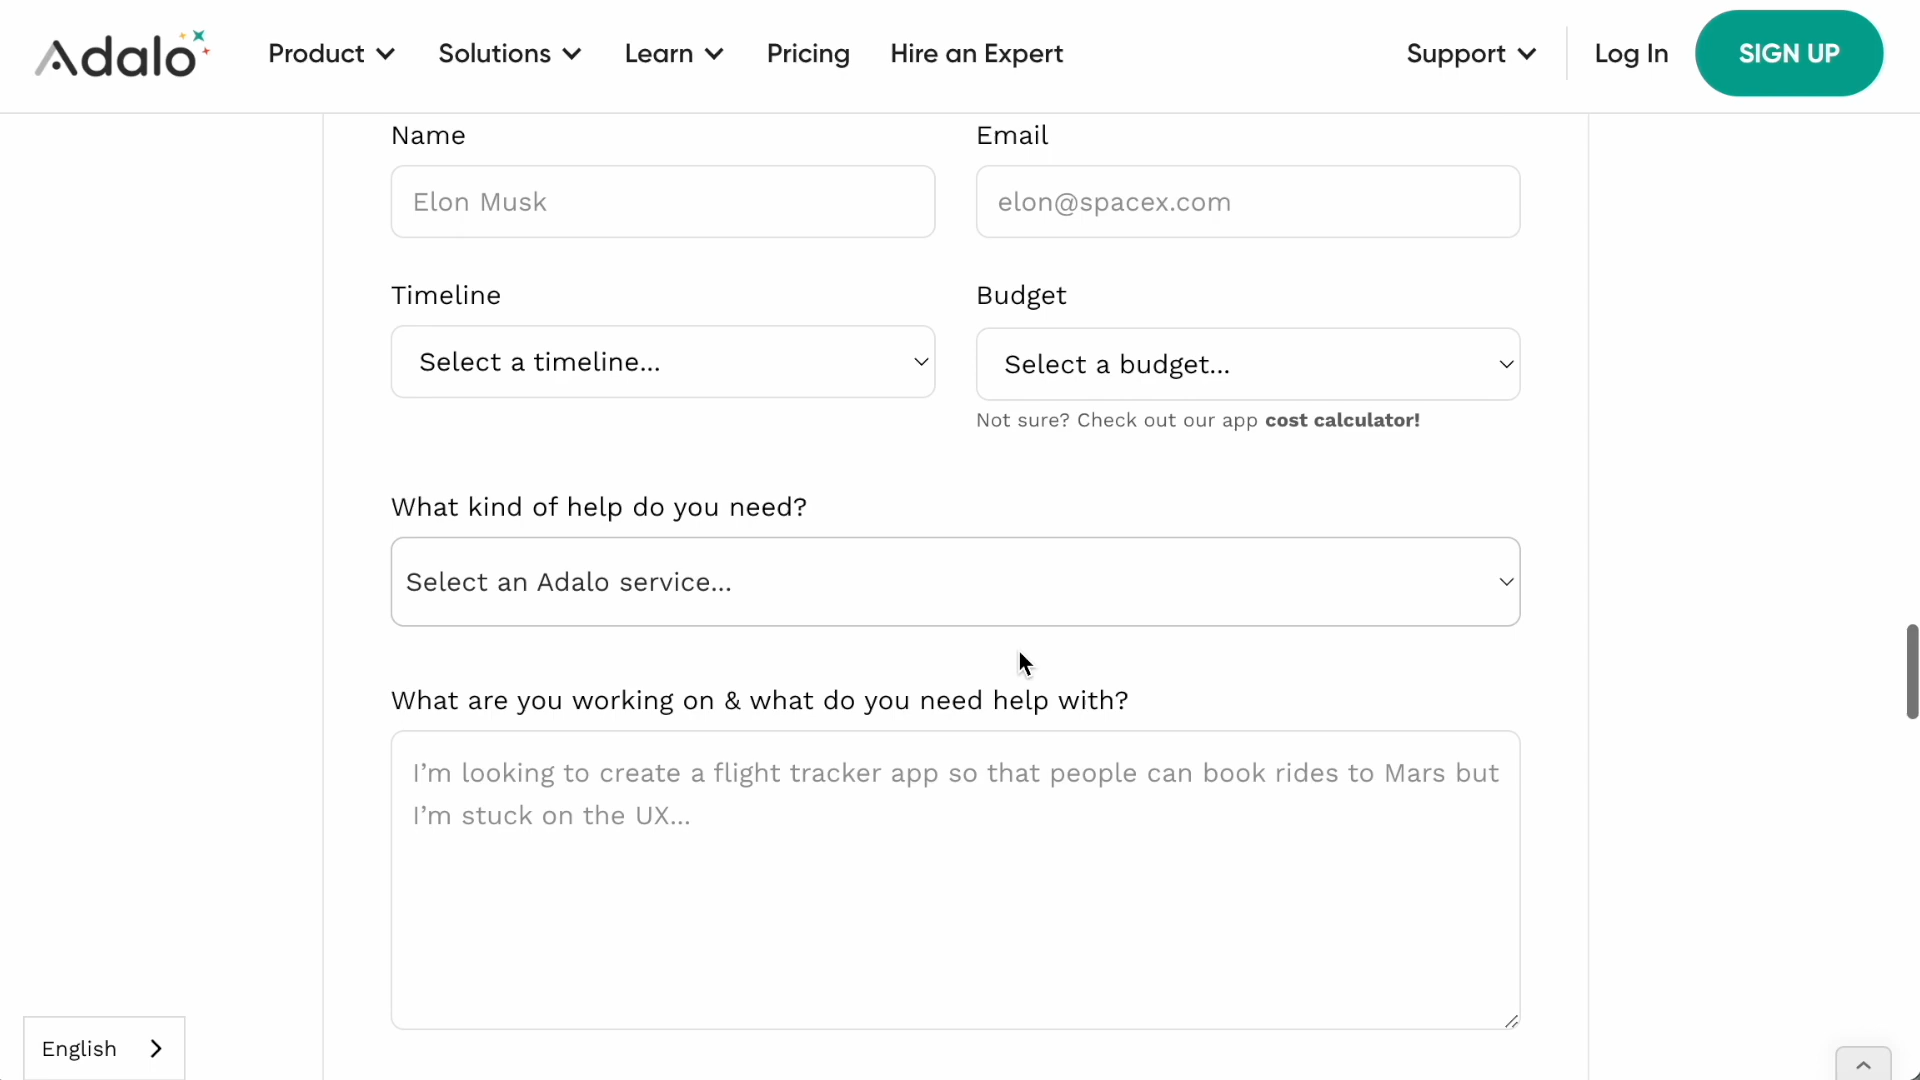 Adalo
Product
Solutions
Learn
Pricing
Hire an Expert
Support
Log In
SIGN UP
Name
Email
Elon Musk
elon@spacex.com
Timeline
Budget
Select a timeline...
Select a budget...
Not sure? Check out our app cost calculator!
What kind of help do you need?
Select an Adalo service...
What are you working on & what do you need help with?
I’m looking to create a flight tracker app so that people can book rides to Mars but
I’m stuck on the UX...
English